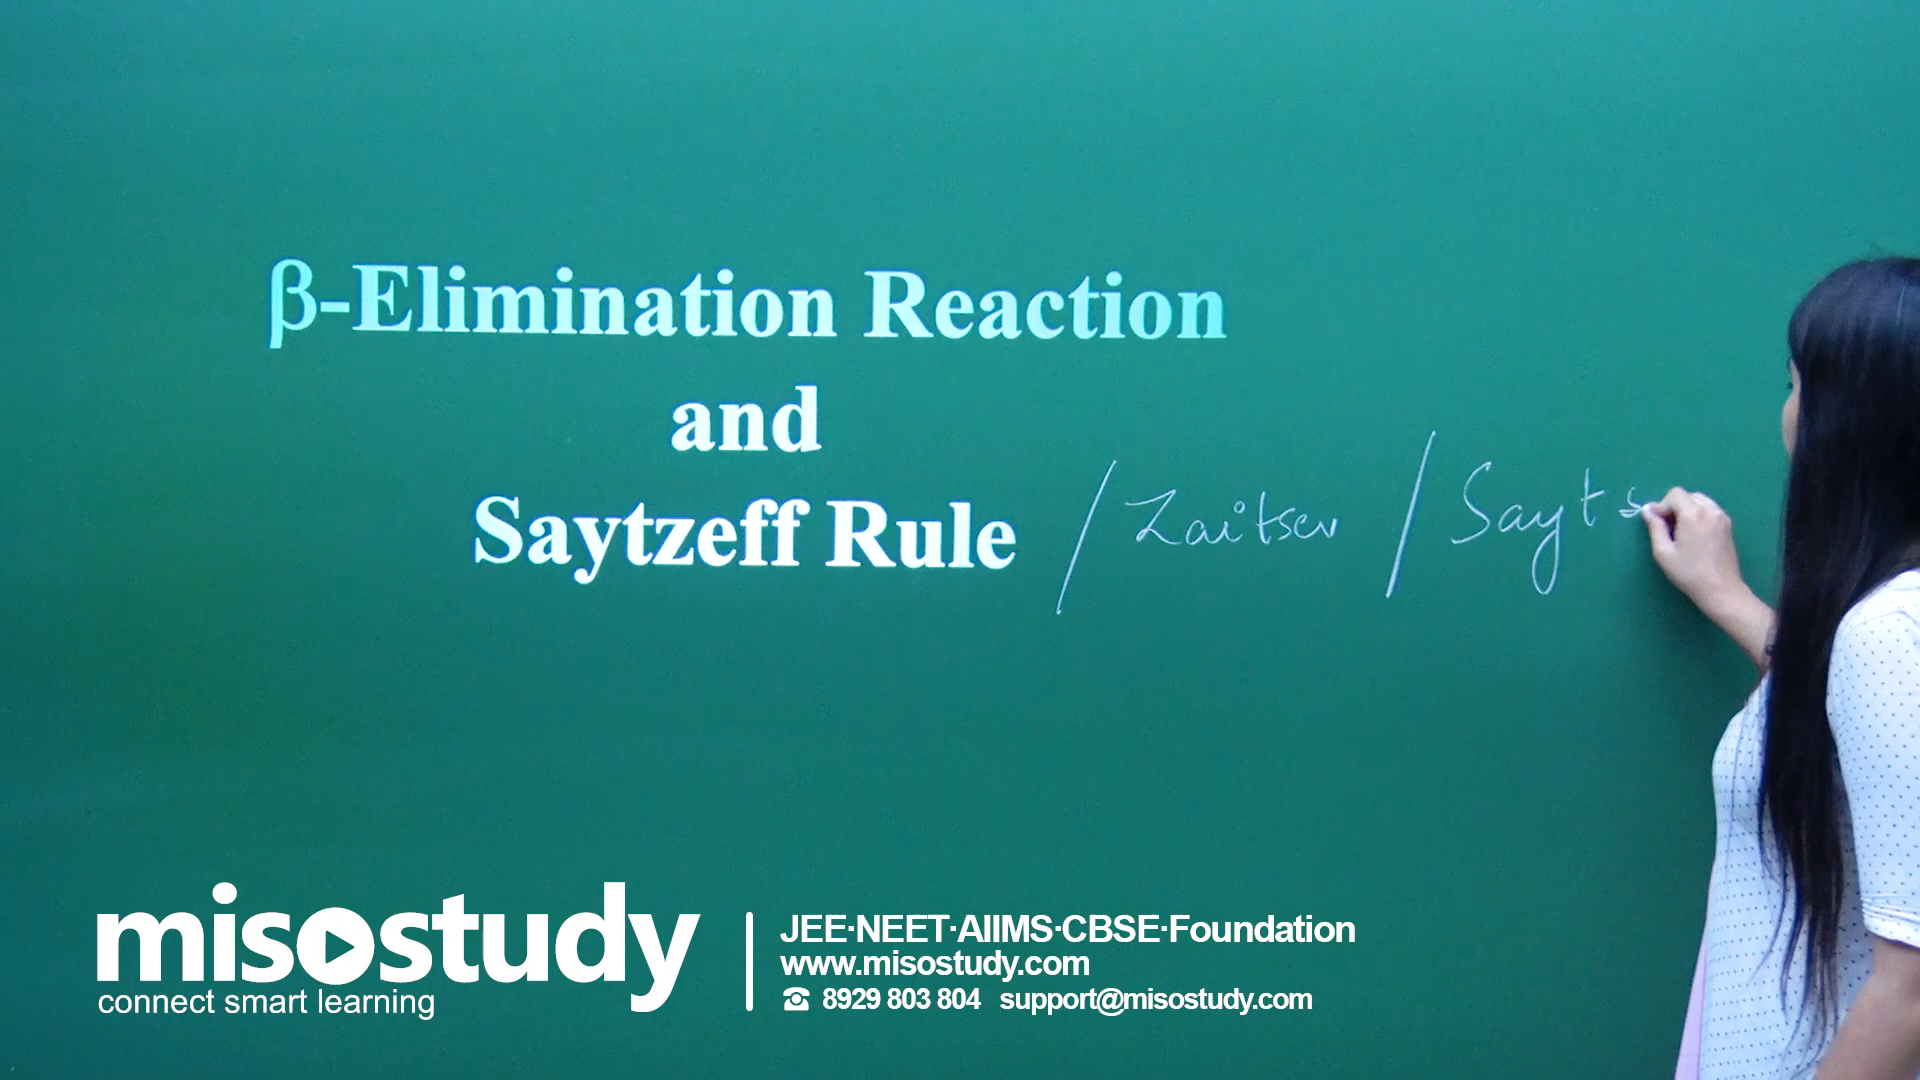 β-Elimination Reaction
and
Saytzeff Rule / Zaitsev / Sayts
misostudy
connect smart learning
JEE·NEET·AIIMS·CBSE·Foundation
www.misostudy.com
☎ 8929 803 804 support@misostudy.com